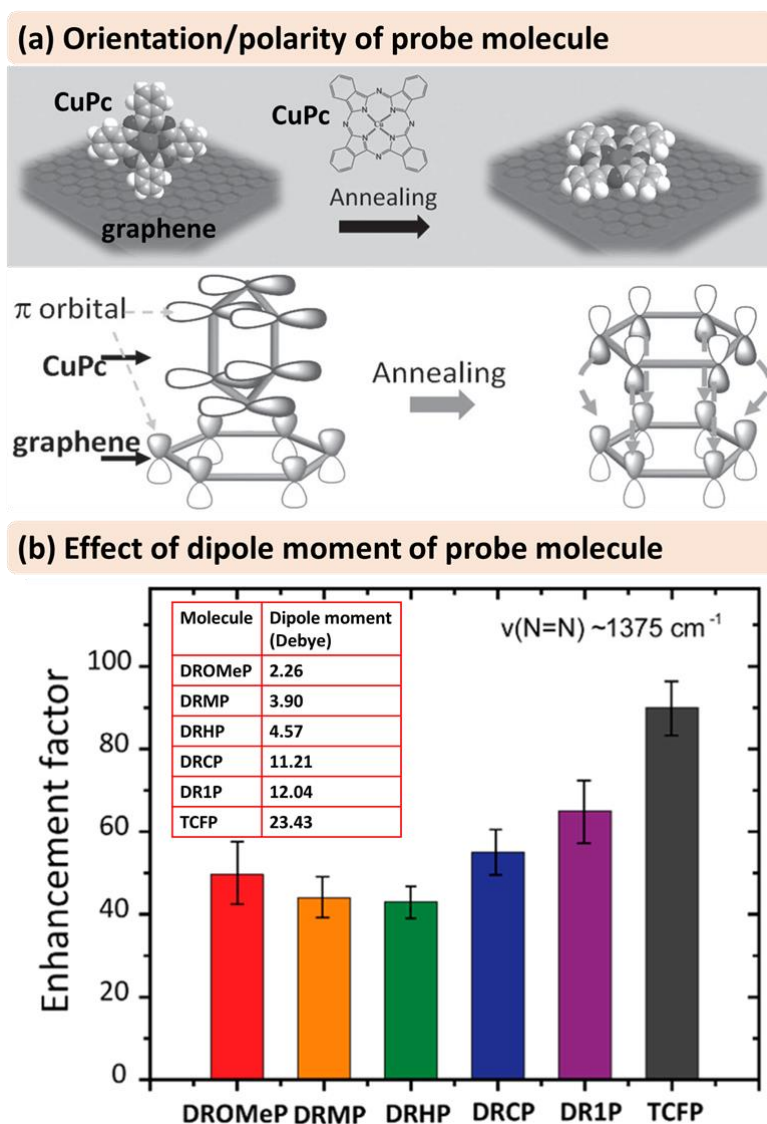 (a) Orientation/polarity of probe molecule
CuPc
CuPc
N
N
N
N
N
N
N
N
Cu
Annealing
graphene
π orbital
CuPc
Annealing
graphene
(b) Effect of dipole moment of probe molecule
Molecule Dipole moment (Debye)
DROMeP 2.26
DRMP 3.90
DRHP 4.57
DRCP 11.21
DR1P 12.04
TCFP 23.43
ν(N=N) ~1375 cm⁻¹
Enhancement factor
100
80
60
40
20
0
DROMeP DRMP DRHP DRCP DR1P TCFP